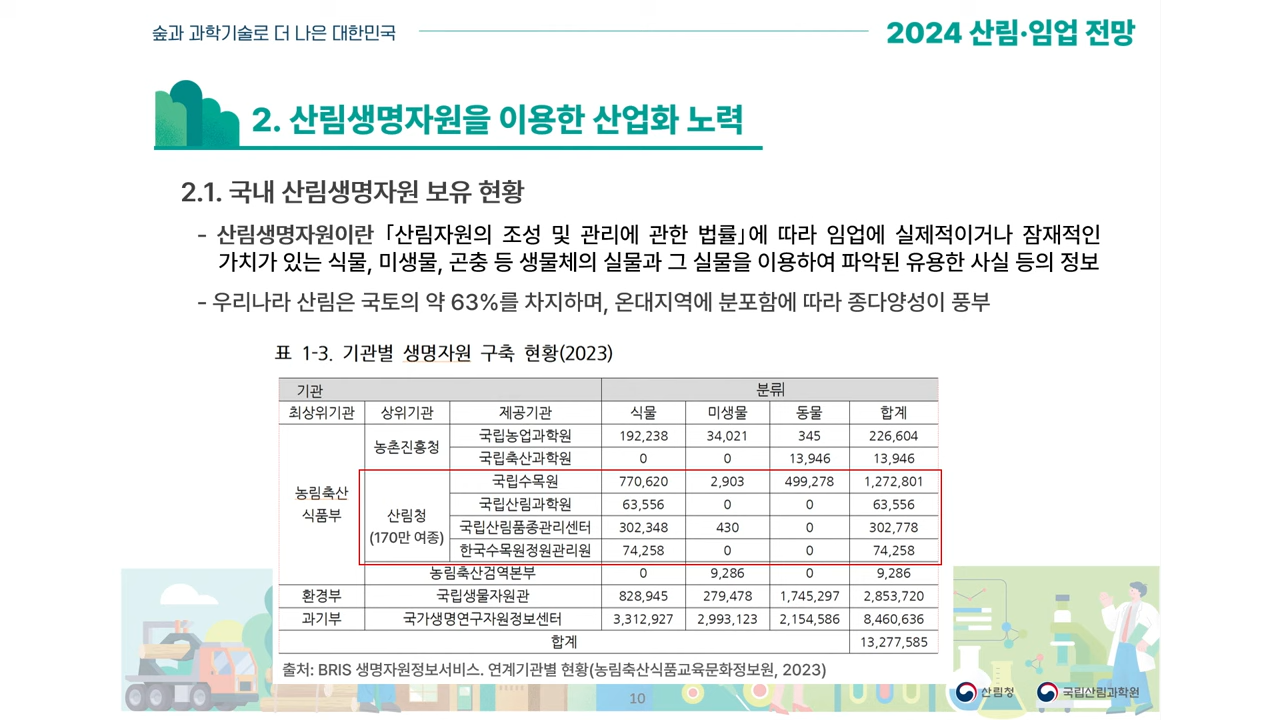 숲과 과학기술로 더 나은 대한민국
2024 산림·임업 전망
2. 산림생명자원을 이용한 산업화 노력
2.1. 국내 산림생명자원 보유 현황
- 산림생명자원이란 「산림자원의 조성 및 관리에 관한 법률」에 따라 임업에 실제적이거나 잠재적인
가치가 있는 식물, 미생물, 곤충 등 생물체의 실물과 그 실물을 이용하여 파악된 유용한 사실 등의 정보
- 우리나라 산림은 국토의 약 63%를 차지하며, 온대지역에 분포함에 따라 종다양성이 풍부
표 1-3. 기관별 생명자원 구축 현황(2023)
기관 분류
최상위기관 상위기관 제공기관 식물 미생물 동물 합계
농림축산
식품부
농촌진흥청
국립농업과학원 192,238 34,021 345 226,604
국립축산과학원 0 0 13,946 13,946
산림청
(170만 여종)
국립수목원 770,620 2,903 499,278 1,272,801
국립산림과학원 63,556 0 0 63,556
국립산림품종관리센터 302,348 430 0 302,778
한국수목원정원관리원 74,258 0 0 74,258
농림축산검역본부 0 9,286 0 9,286
환경부 국립생물자원관 828,945 279,478 1,745,297 2,853,720
과기부 국가생명연구자원정보센터 3,312,927 2,993,123 2,154,586 8,460,636
합계 13,277,585
출처: BRIS 생명자원정보서비스. 연계기관별 현황(농림축산식품교육문화정보원, 2023)
10
산림청
국립산림과학원